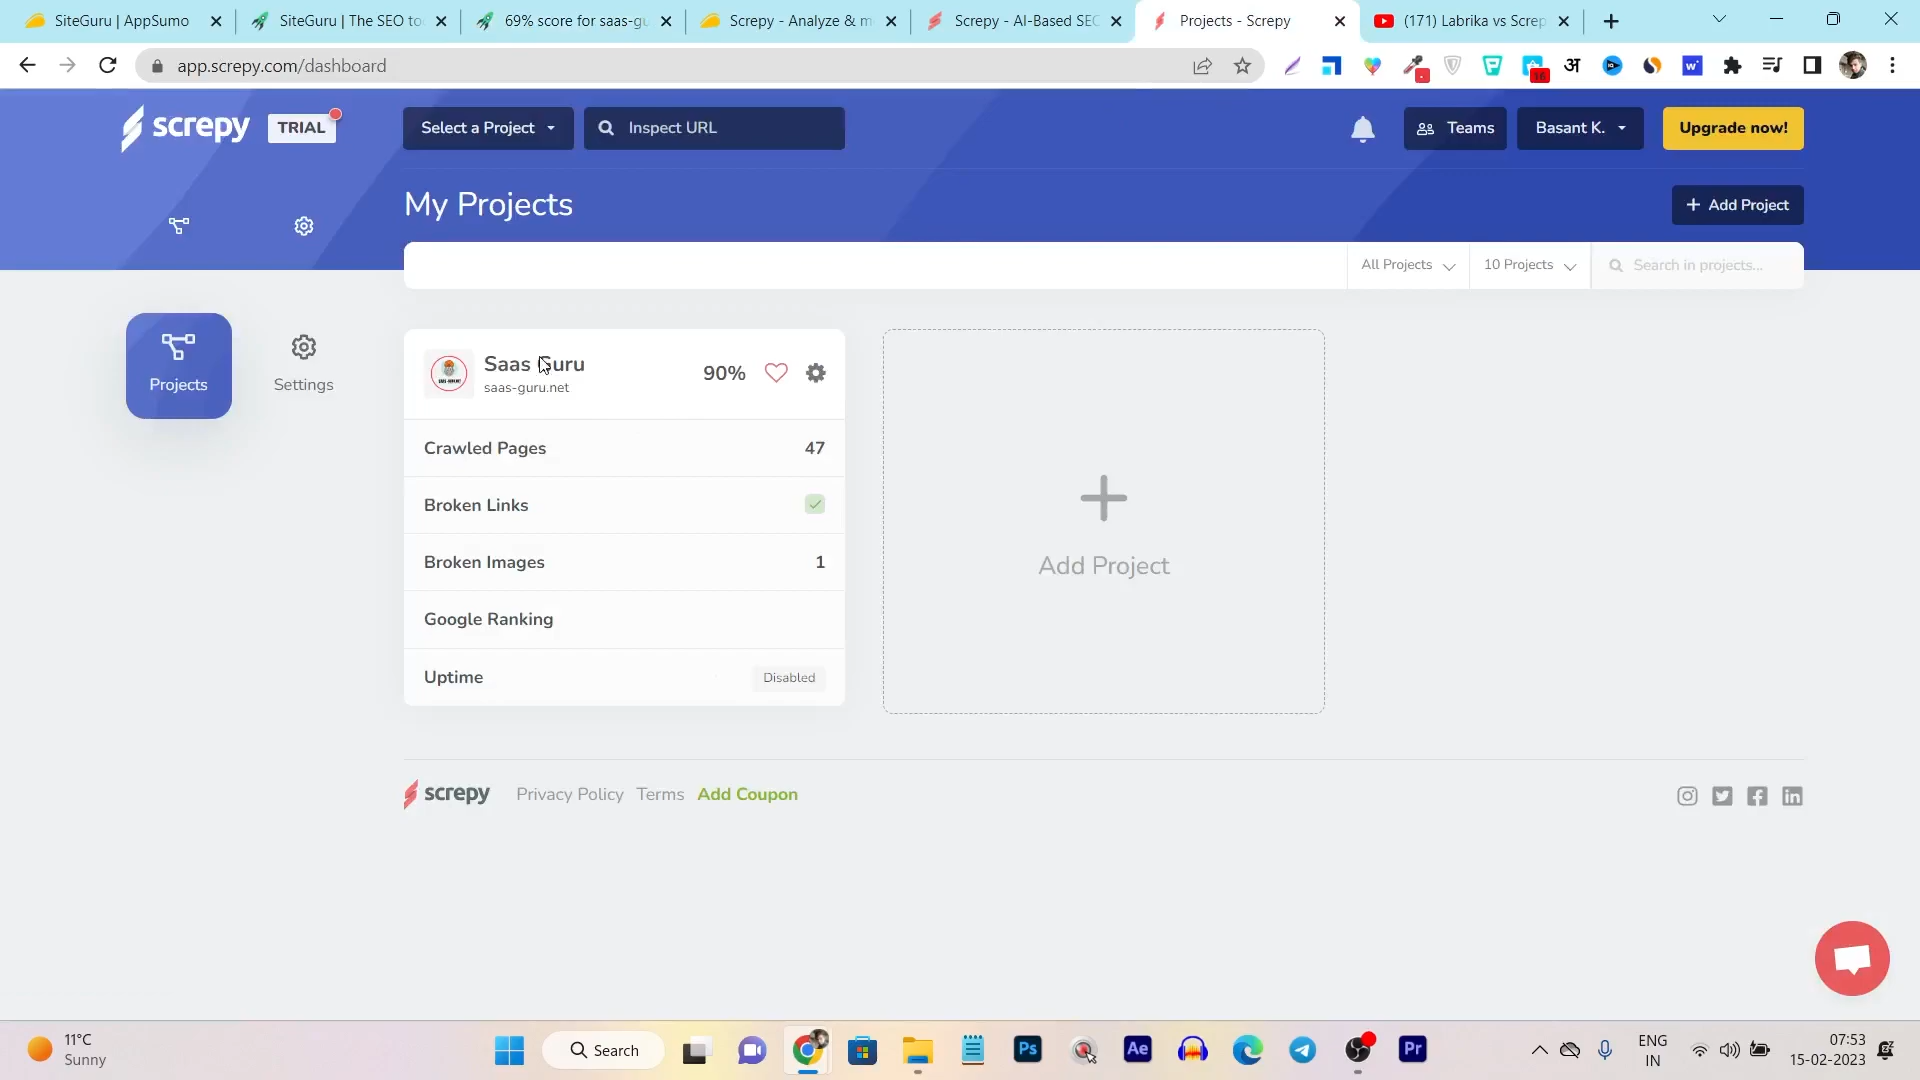 SiteGuru | AppSumo
SiteGuru | The SEO to
69% score for saas-gu
Screpy - Analyze & m
Screpy - AI-Based SEC
Projects - Screpy
(171) Labrika vs Screp
app.screpy.com/dashboard
screpy
TRIAL
Select a Project
Inspect URL
Teams
Basant K.
Upgrade now!
My Projects
+ Add Project
All Projects
10 Projects
Search in projects...
Projects
Settings
Saas Guru
saas-guru.net
90%
Crawled Pages
47
Broken Links
Broken Images
1
Google Ranking
Uptime
Disabled
Add Project
screpy
Privacy Policy
Terms
Add Coupon
11°C
Sunny
Search
Ps
Ae
Pr
ENG
IN
07:53
15-02-2023